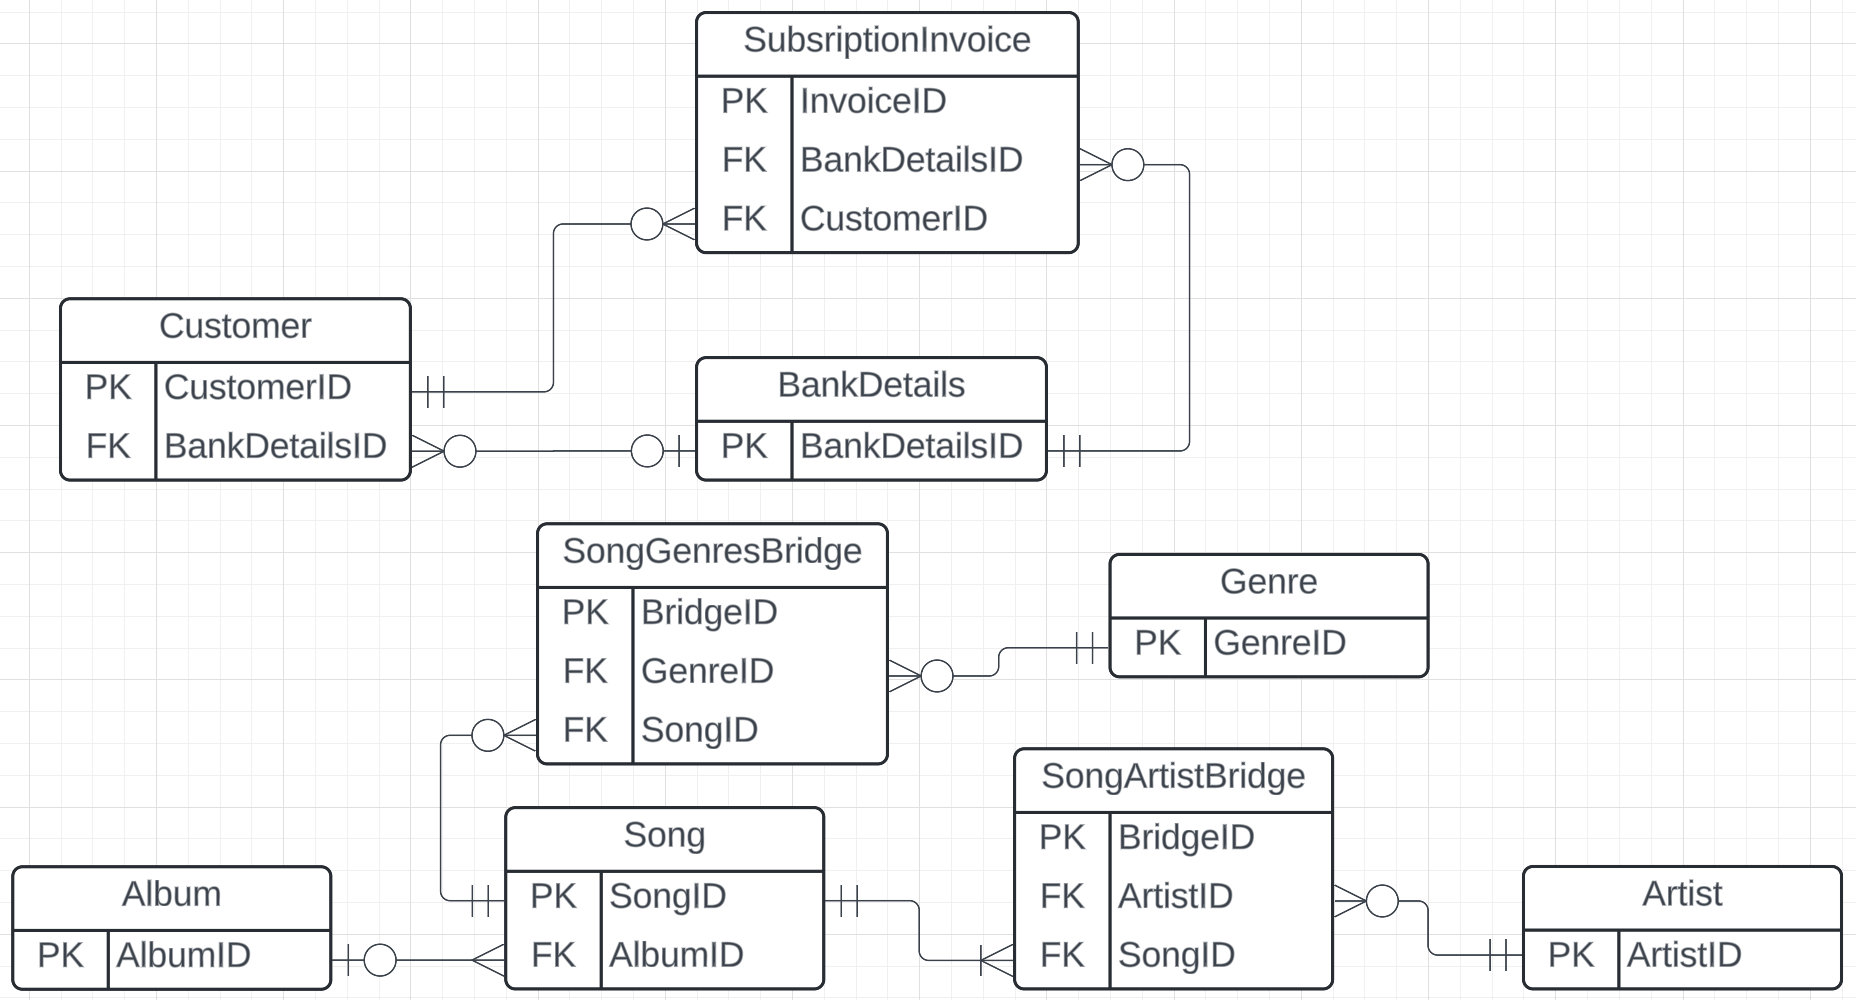 SubsriptionInvoice
PK InvoiceID
FK BankDetailsID
FK CustomerID
Customer
PK CustomerID
FK BankDetailsID
BankDetails
PK BankDetailsID
SongGenresBridge
PK BridgeID
FK GenreID
FK SongID
Genre
PK GenreID
SongArtistBridge
PK BridgeID
FK ArtistID
FK SongID
Song
PK SongID
FK AlbumID
Album
PK AlbumID
Artist
PK ArtistID